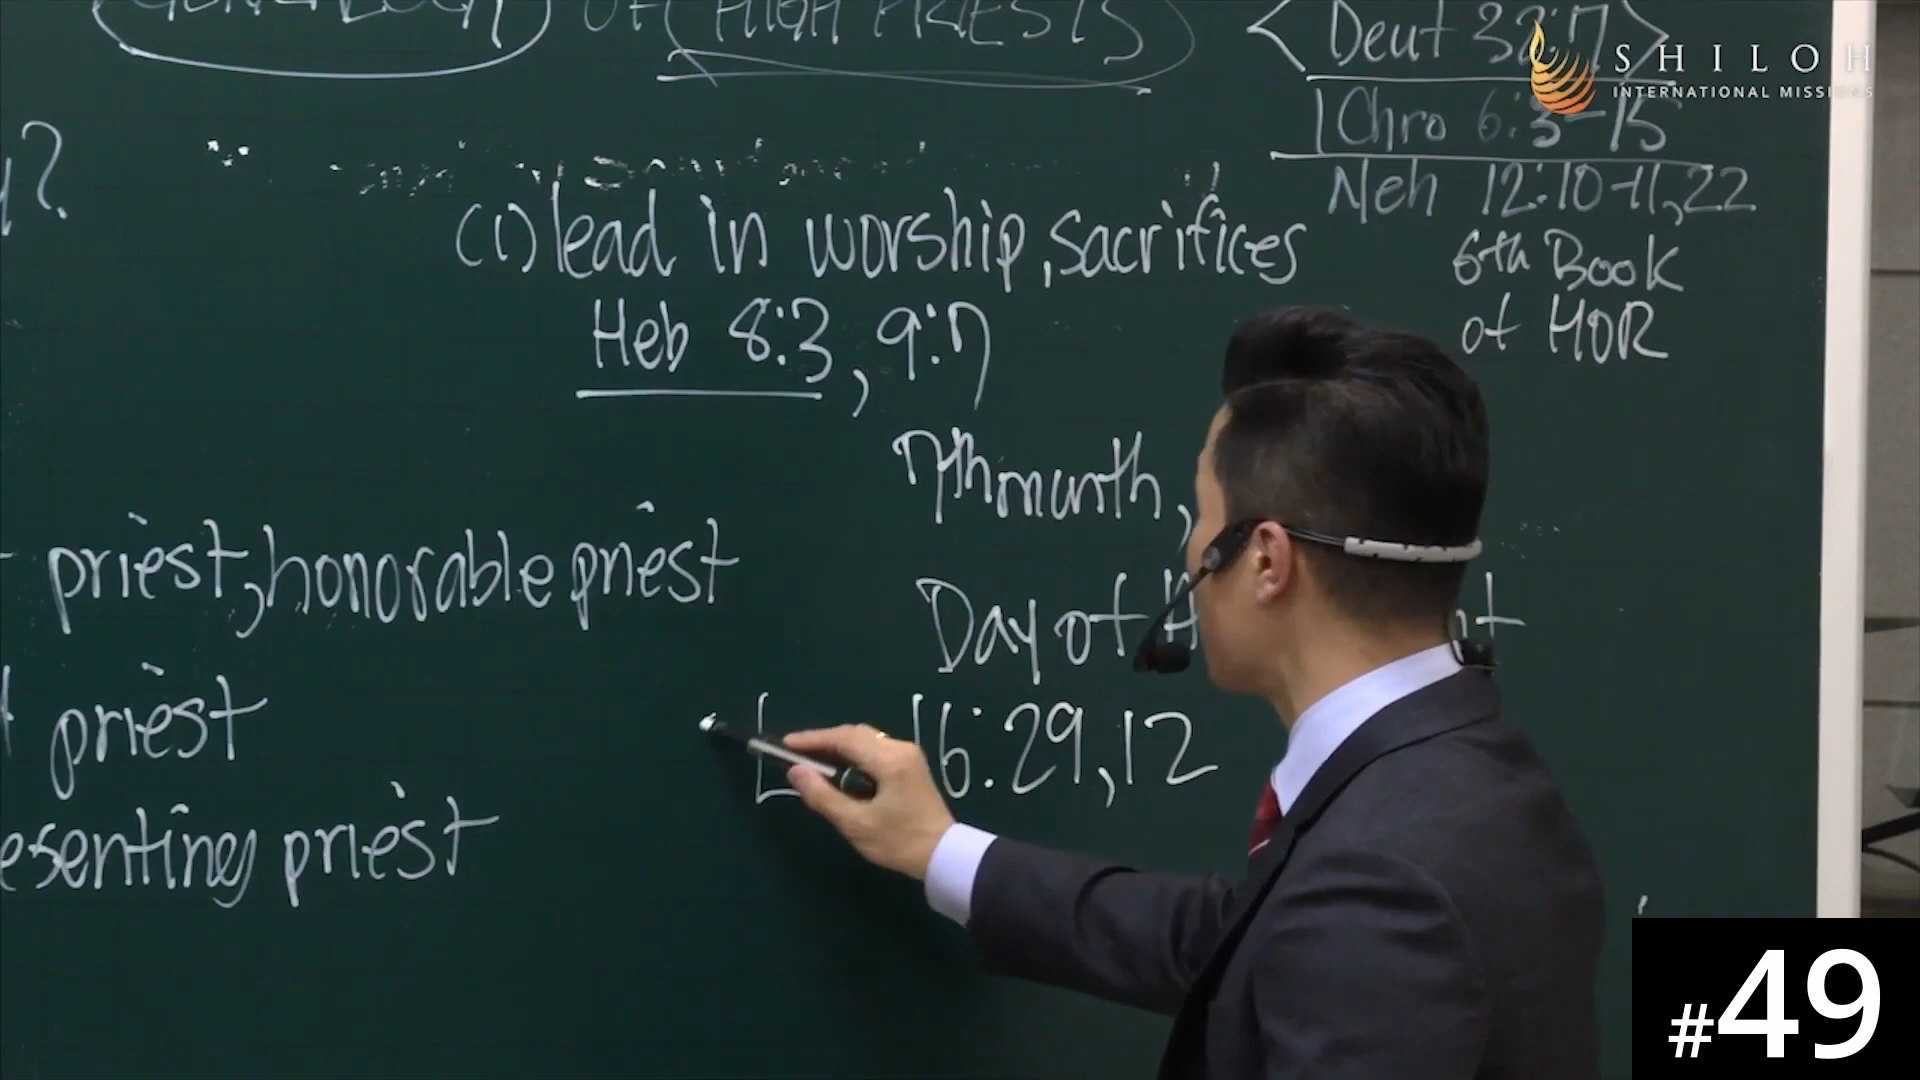 OF HIGH PRIESTS
<Deut 32:7>
SHILOH
INTERNATIONAL MISSIONS
1 Chro 6:3-15
Neh 12:10-11,22
6th Book
of HOR
y?
(1) lead in worship, sacrifices
Heb 8:3, 9:7
7th month,
priest, honorable priest
Day of
priest
16:29,12
esenting priest
#49